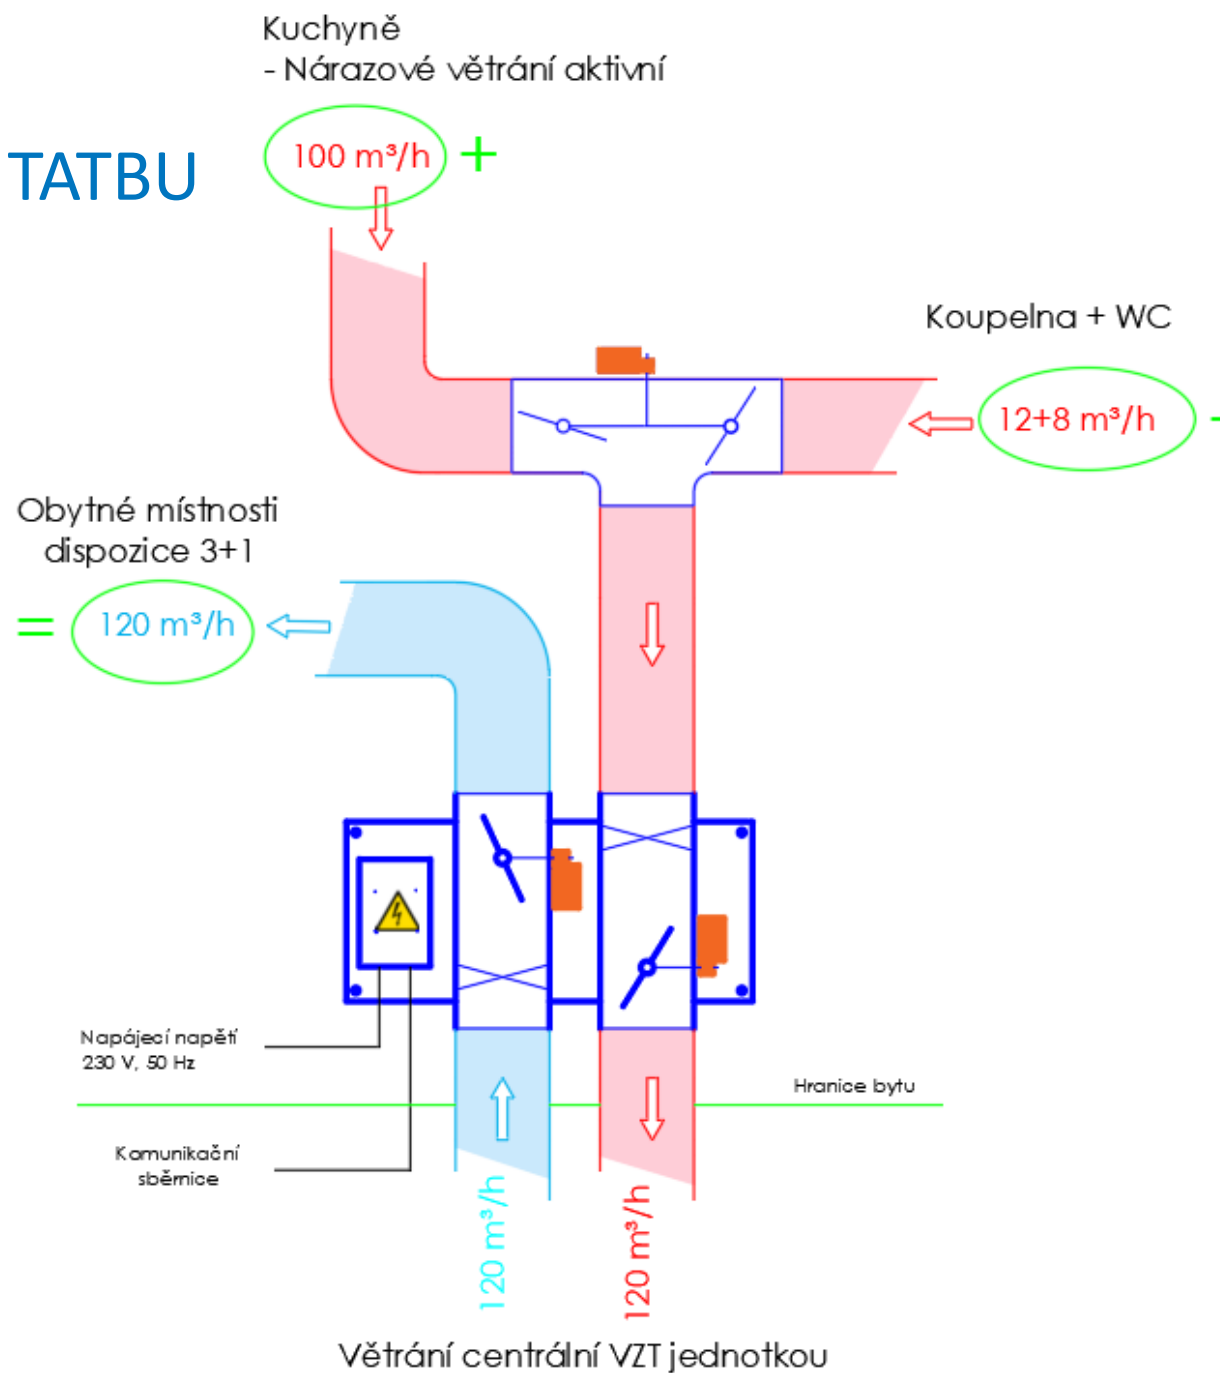 Kuchyně
- Nárazové větrání aktivní
TATBU
100 m³/h +
Koupelna + WC
12+8 m³/h
Obytné místnosti
dispozice 3+1
= 120 m³/h
Napájecí napětí
230 V, 50 Hz
Hranice bytu
Komunikační
sběrnice
120 m³/h
120 m³/h
Větrání centrální VZT jednotkou